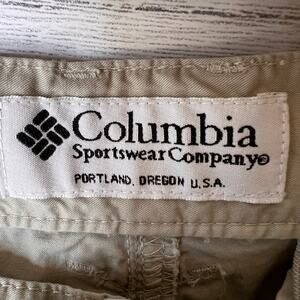 Columbia
Sportswear Company®
PORTLAND, OREGON U.S.A.